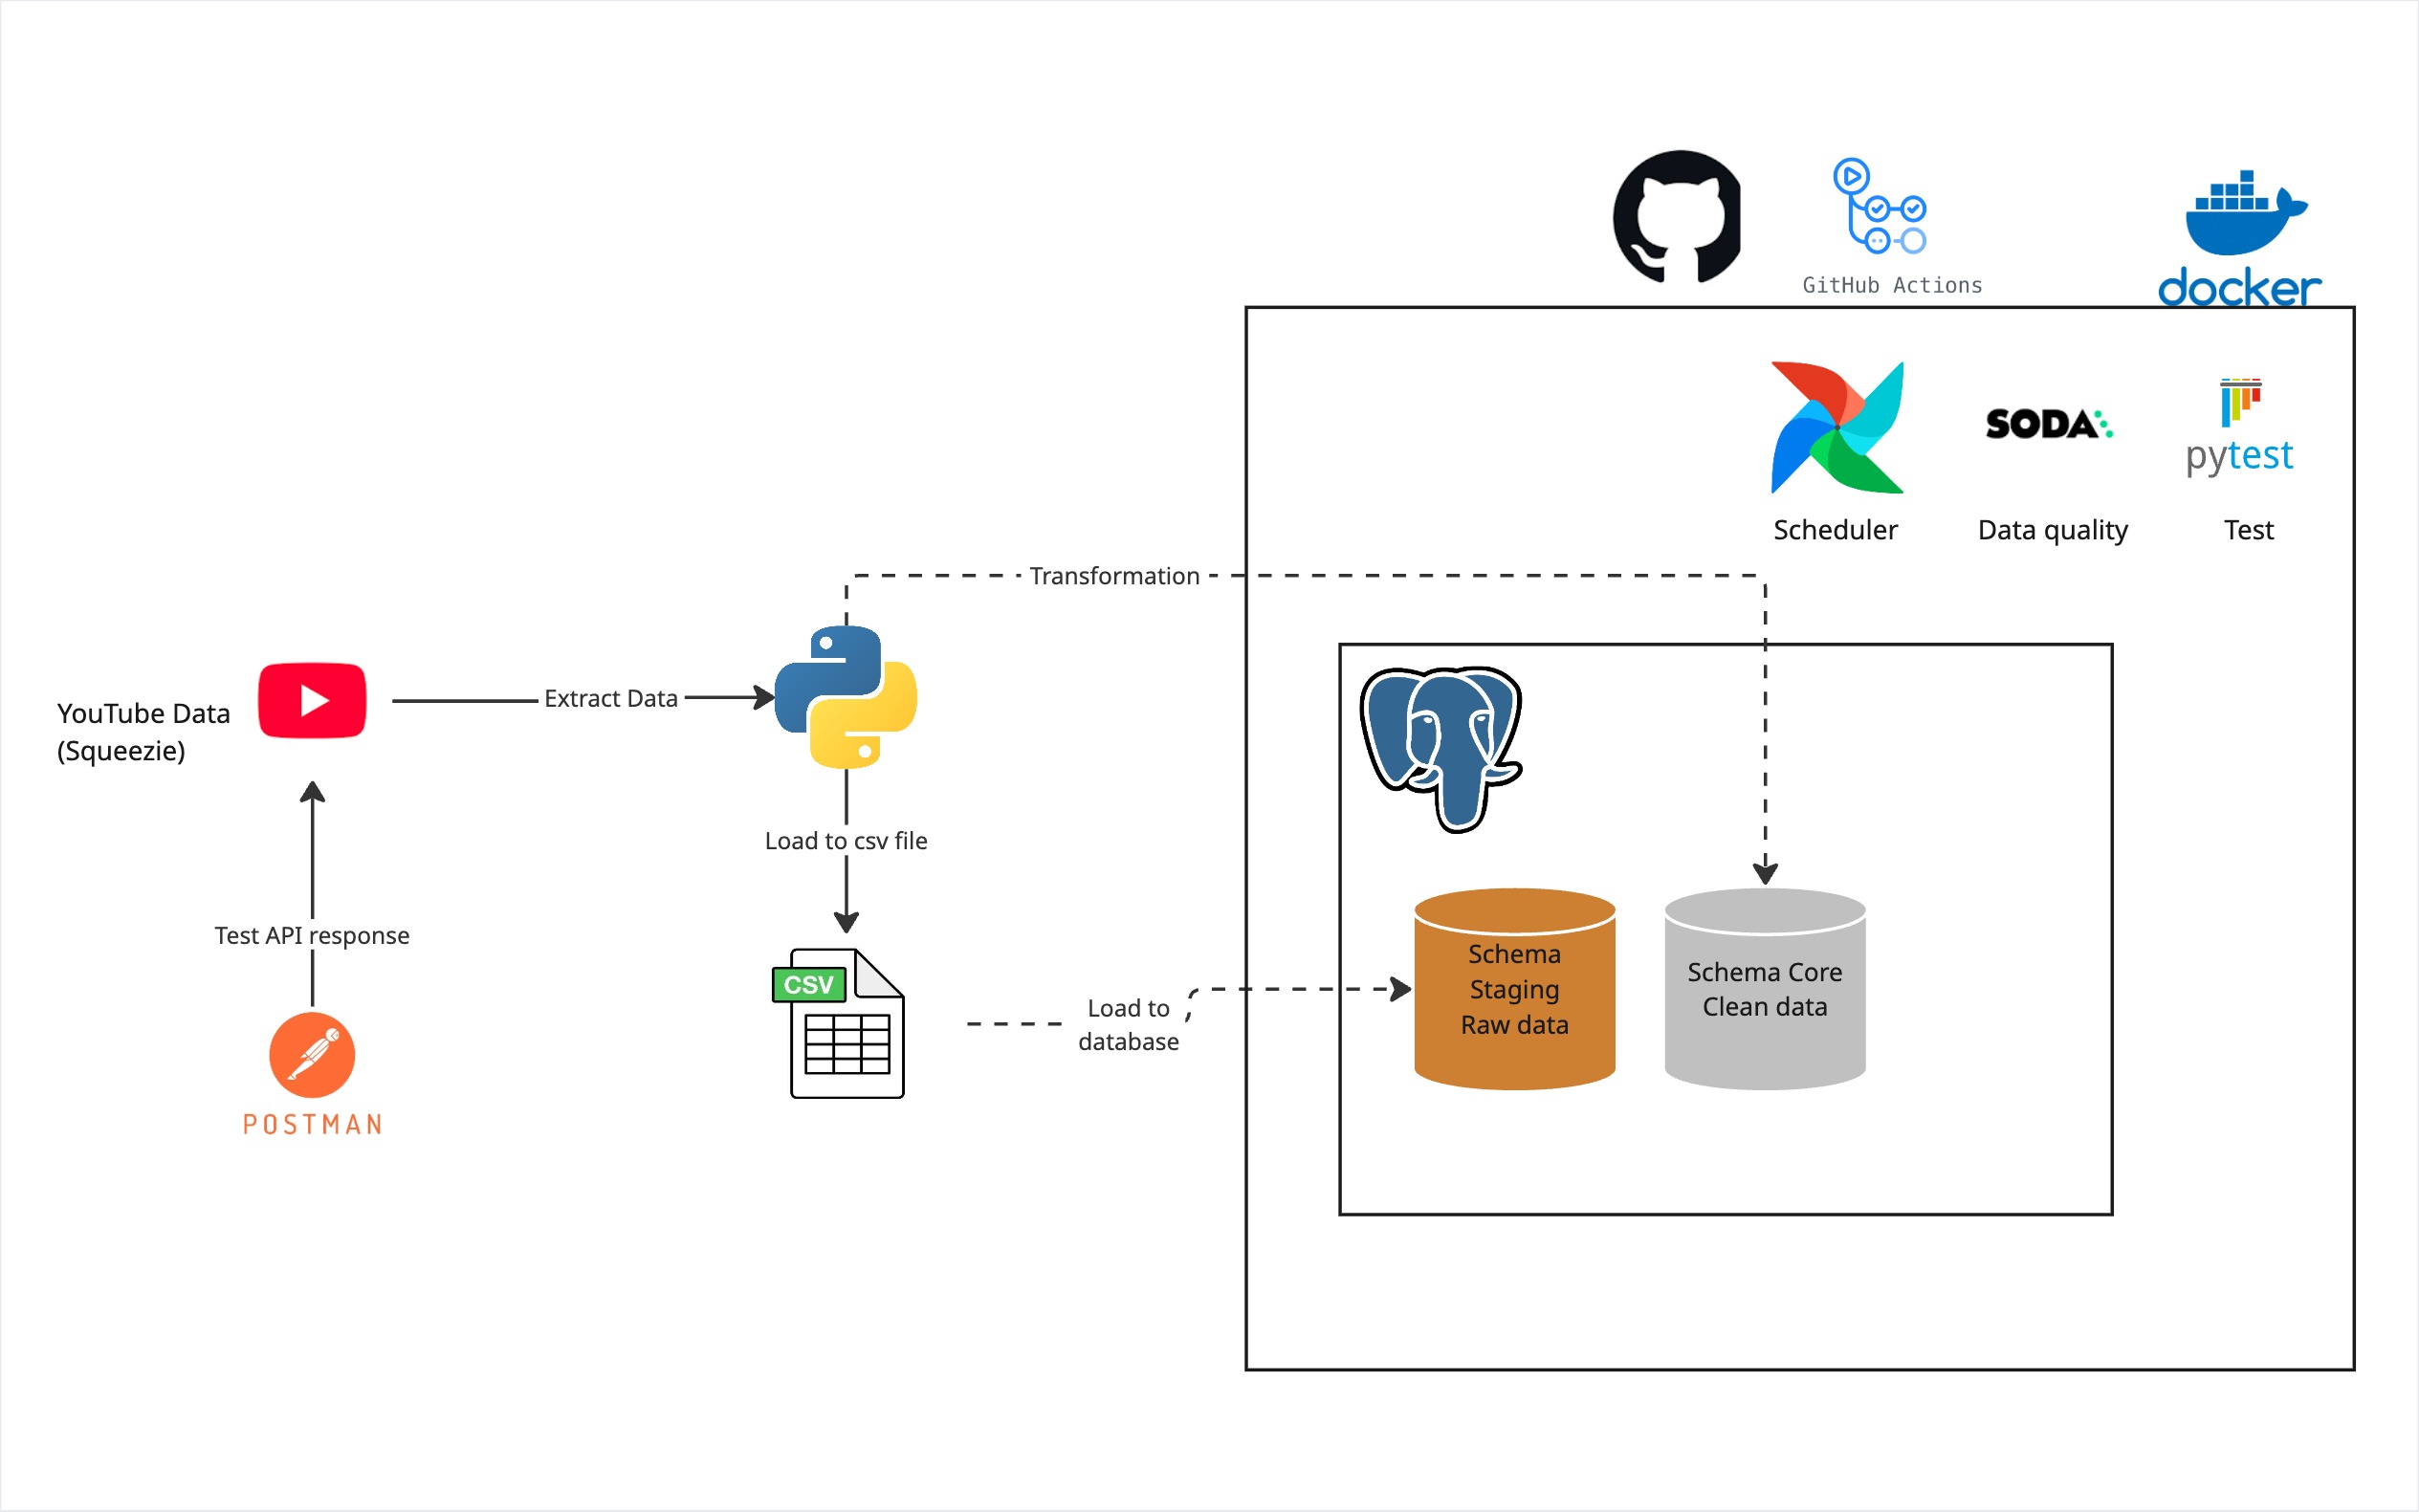 GitHub Actions
docker
SODA
pytest
Scheduler
Data quality
Test
Transformation
YouTube Data
(Squeezie)
Extract Data
Load to csv file
Test API response
CSV
POSTMAN
Load to
database
Schema
Staging
Raw data
Schema Core
Clean data